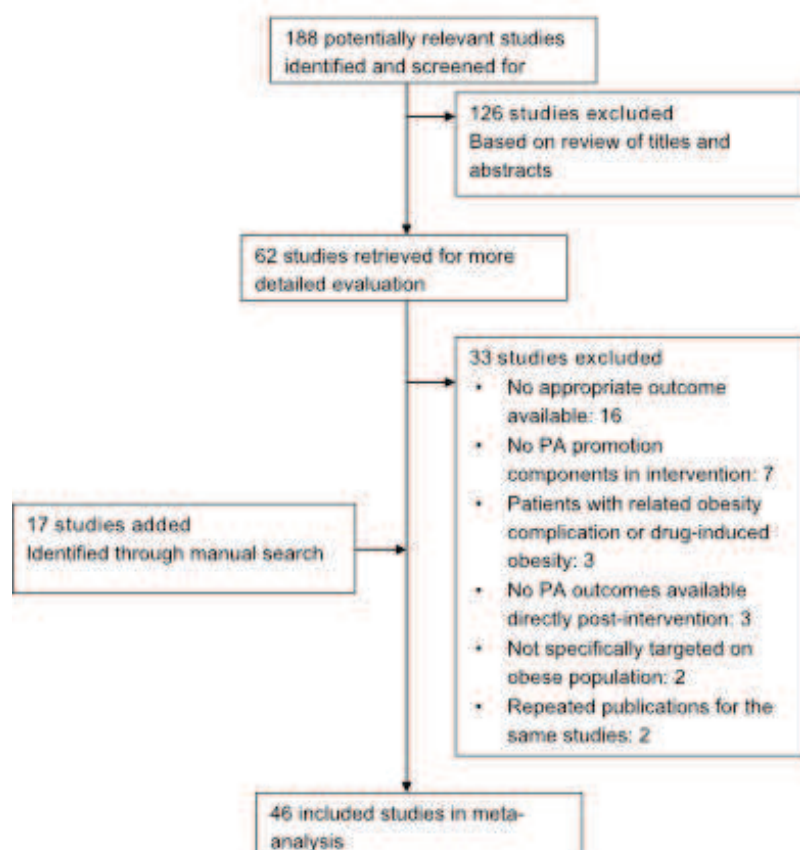 188 potentially relevant studies
identified and screened for
126 studies excluded
Based on review of titles and
abstracts
62 studies retrieved for more
detailed evaluation
33 studies excluded
• No appropriate outcome
available: 16
• No PA promotion
components in intervention: 7
• Patients with related obesity
complication or drug-induced
obesity: 3
• No PA outcomes available
directly post-intervention: 3
• Not specifically targeted on
obese population: 2
• Repeated publications for the
same studies: 2
17 studies added
Identified through manual search
46 included studies in meta-
analysis